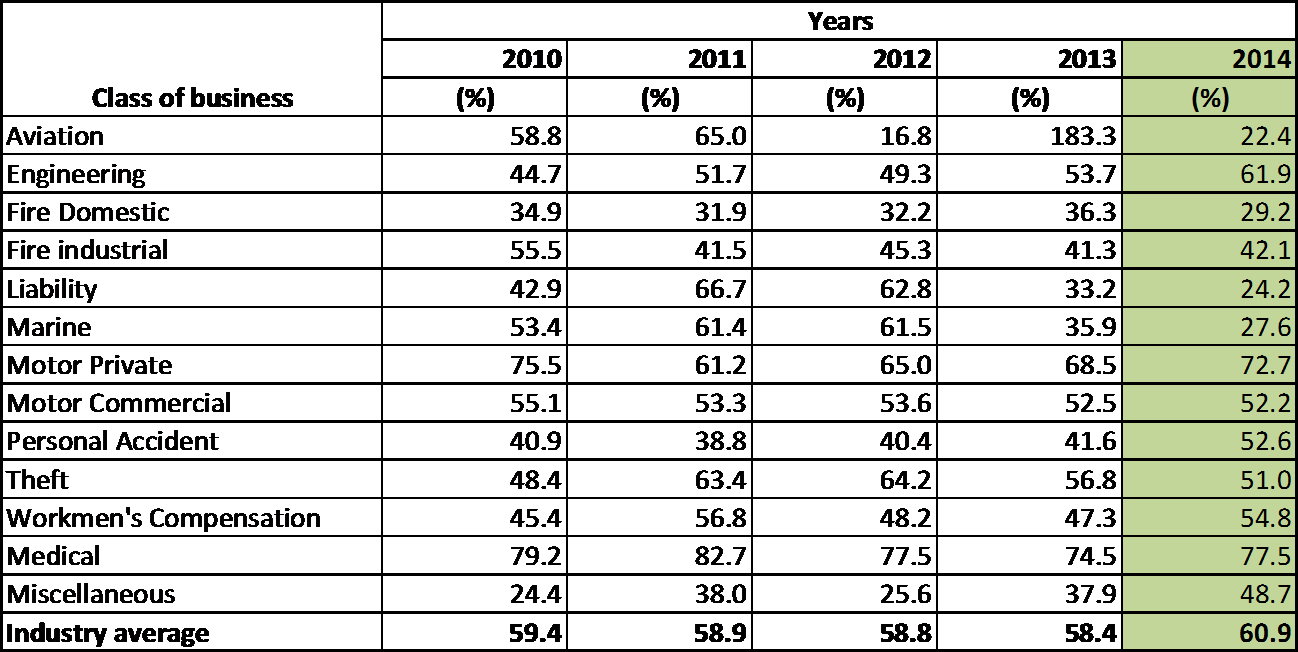 Years
2010 2011 2012 2013 2014
Class of business (%) (%) (%) (%) (%)
Aviation 58.8 65.0 16.8 183.3 22.4
Engineering 44.7 51.7 49.3 53.7 61.9
Fire Domestic 34.9 31.9 32.2 36.3 29.2
Fire industrial 55.5 41.5 45.3 41.3 42.1
Liability 42.9 66.7 62.8 33.2 24.2
Marine 53.4 61.4 61.5 35.9 27.6
Motor Private 75.5 61.2 65.0 68.5 72.7
Motor Commercial 55.1 53.3 53.6 52.5 52.2
Personal Accident 40.9 38.8 40.4 41.6 52.6
Theft 48.4 63.4 64.2 56.8 51.0
Workmen's Compensation 45.4 56.8 48.2 47.3 54.8
Medical 79.2 82.7 77.5 74.5 77.5
Miscellaneous 24.4 38.0 25.6 37.9 48.7
Industry average 59.4 58.9 58.8 58.4 60.9